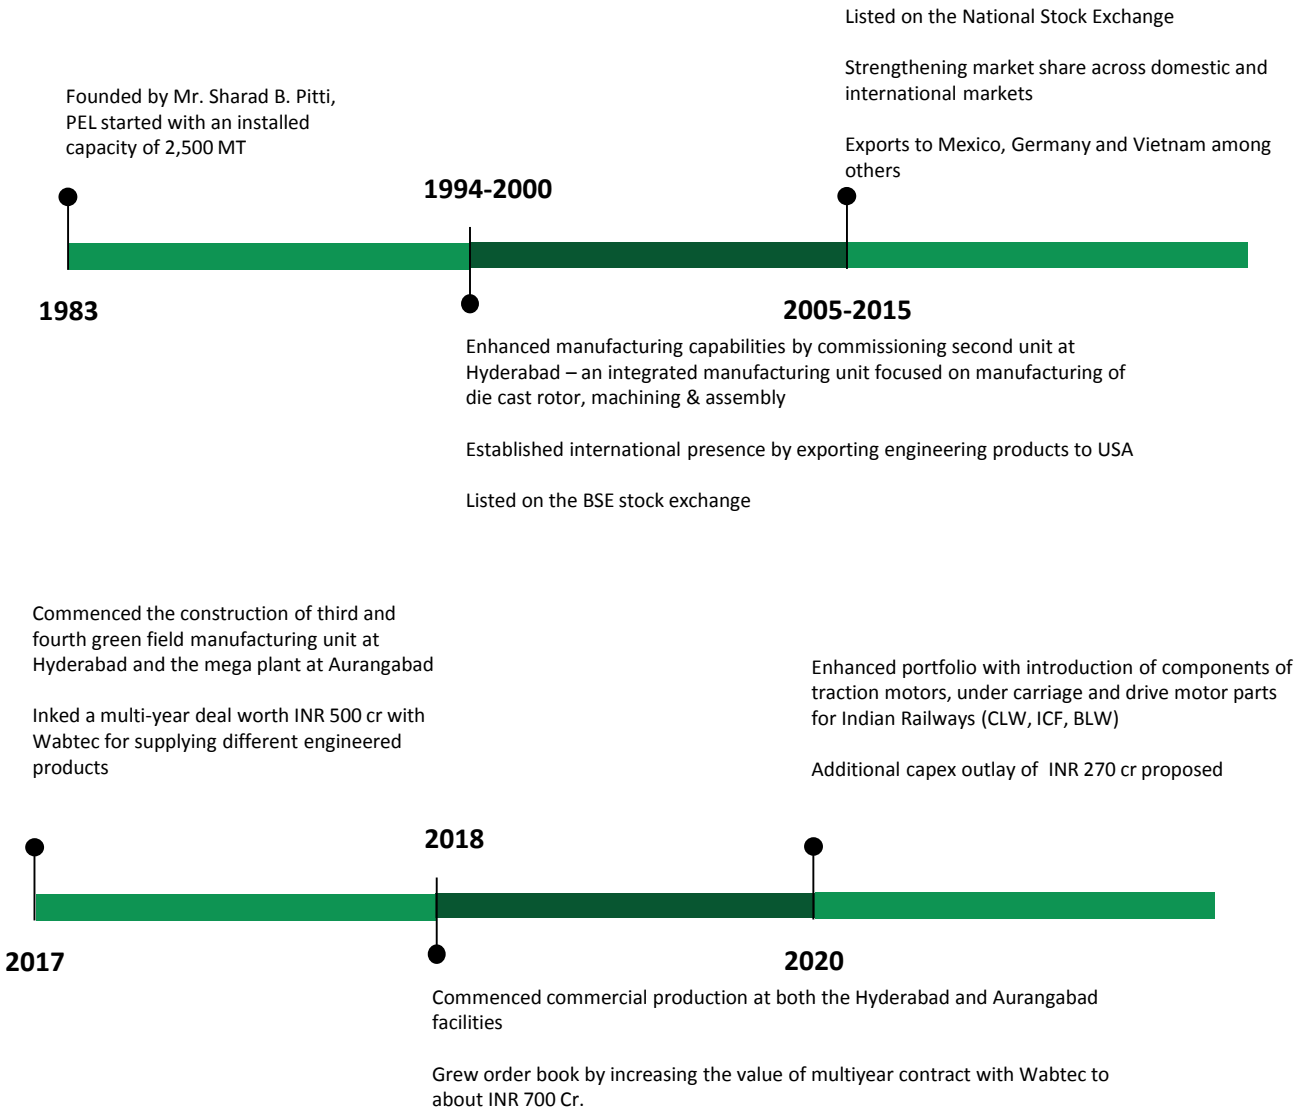 Founded by Mr. Sharad B. Pitti,
PEL started with an installed
capacity of 2,500 MT
1983
1994-2000
Enhanced manufacturing capabilities by commissioning second unit at
Hyderabad – an integrated manufacturing unit focused on manufacturing of
die cast rotor, machining & assembly
Established international presence by exporting engineering products to USA
Listed on the BSE stock exchange
Listed on the National Stock Exchange
Strengthening market share across domestic and
international markets
Exports to Mexico, Germany and Vietnam among
others
2005-2015
Commenced the construction of third and
fourth green field manufacturing unit at
Hyderabad and the mega plant at Aurangabad
Inked a multi-year deal worth INR 500 cr with
Wabtec for supplying different engineered
products
2017
2018
Commenced commercial production at both the Hyderabad and Aurangabad
facilities
Grew order book by increasing the value of multiyear contract with Wabtec to
about INR 700 Cr.
Enhanced portfolio with introduction of components of
traction motors, under carriage and drive motor parts
for Indian Railways (CLW, ICF, BLW)
Additional capex outlay of  INR 270 cr proposed
2020